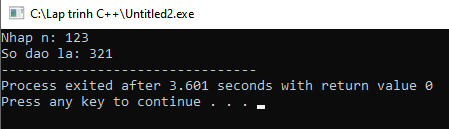 C:\Lap trinh C++\Untitled2.exe
Nhap n: 123
So dao la: 321
--------------------------------
Process exited after 3.601 seconds with return value 0
Press any key to continue . . .